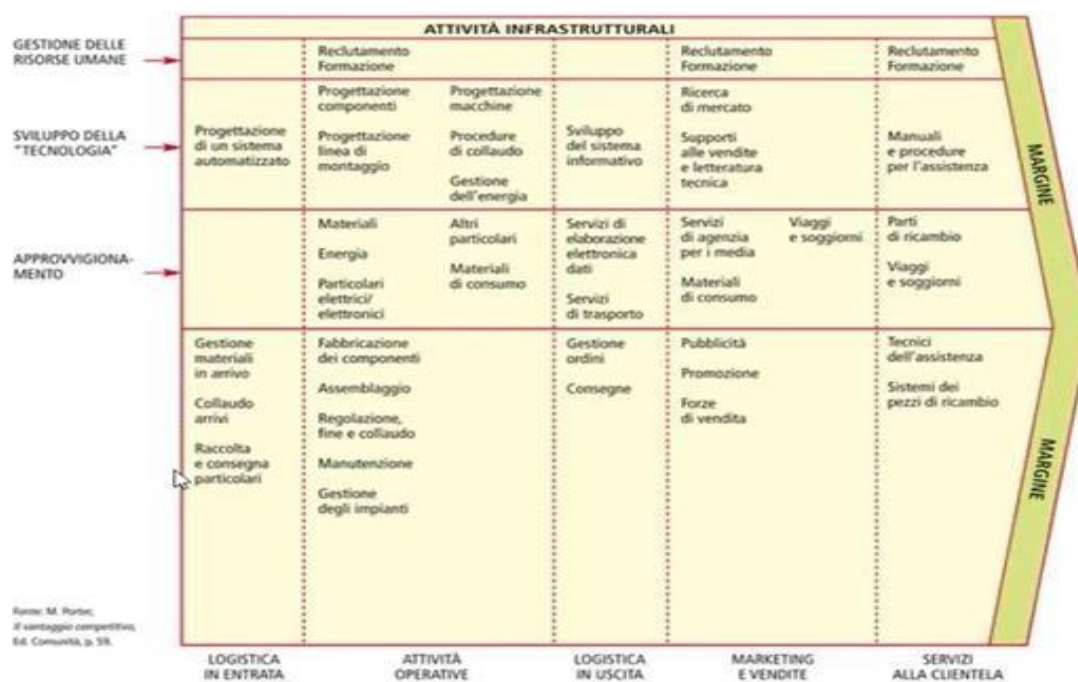 ATTIVITÀ INFRASTRUTTURALI
GESTIONE DELLE
RISORSE UMANE
Reclutamento
Formazione
Reclutamento
Formazione
Reclutamento
Formazione
SVILUPPO DELLA
"TECNOLOGIA"
Progettazione
di un sistema
automatizzato
Progettazione
componenti
Progettazione
linea di
montaggio
Progettazione
macchine
Procedure
di collaudo
Gestione
dell'energia
Sviluppo
del sistema
informativo
Ricerca
di mercato
Supporti
alle vendite
e letteratura
tecnica
Manuali
e procedure
per l'assistenza
MARGINE
APPROVVIGIONA-
MENTO
Materiali
Energia
Particolari
elettrici/
elettronici
Altri
particolari
Materiali
di consumo
Servizi di
elaborazione
elettronica
dati
Servizi
di trasporto
Servizi
di agenzia
per i media
Materiali
di consumo
Viaggi
e soggiorni
Parti
di ricambio
Viaggi
e soggiorni
Gestione
materiali
in arrivo
Collaudo
arrivi
Raccolta
e consegna
particolari
Fabbricazione
dei componenti
Assemblaggio
Regolazione,
fine e collaudo
Manutenzione
Gestione
degli impianti
Gestione
ordini
Consegne
Pubblicità
Promozione
Forze
di vendita
Tecnici
dell'assistenza
Sistemi dei
pezzi di ricambio
MARGINE
Fonte: M. Porter,
Il vantaggio competitivo,
Ed. Comunità, p. 59.
LOGISTICA
IN ENTRATA
ATTIVITÀ
OPERATIVE
LOGISTICA
IN USCITA
MARKETING
E VENDITE
SERVIZI
ALLA CLIENTELA